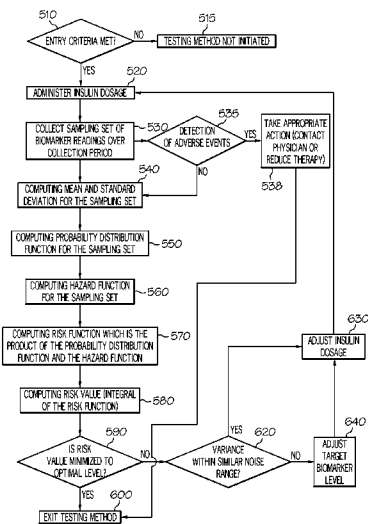 510
ENTRY CRITERIA MET?
NO
515
TESTING METHOD NOT INITIATED
YES
520
ADMINISTER INSULIN DOSAGE
530
COLLECT SAMPLING SET OF
BIOMARKER READINGS OVER
COLLECTION PERIOD
535
DETECTION
OF ADVERSE EVENTS
YES
TAKE APPROPRIATE
ACTION (CONTACT
PHYSICIAN OR
REDUCE THERAPY)
538
NO
540
COMPUTING MEAN AND STANDARD
DEVIATION FOR THE SAMPLING SET
COMPUTING PROBABILITY DISTRIBUTION
FUNCTION FOR THE SAMPLING SET
550
COMPUTING HAZARD FUNCTION
FOR THE SAMPLING SET
560
COMPUTING RISK FUNCTION WHICH IS THE
PRODUCT OF THE PROBABILITY DISTRIBUTION
FUNCTION AND THE HAZARD FUNCTION
570
630
ADJUST INSULIN
DOSAGE
COMPUTING RISK VALUE (INTEGRAL
OF THE RISK FUNCTION)
580
590
IS RISK
VALUE MINIMIZED TO
OPTIMAL LEVEL?
NO
YES
620
VARIANCE
WITHIN SIMILAR NOISE
RANGE?
NO
640
ADJUST
TARGET
BIOMARKER
LEVEL
YES
600
EXIT TESTING METHOD